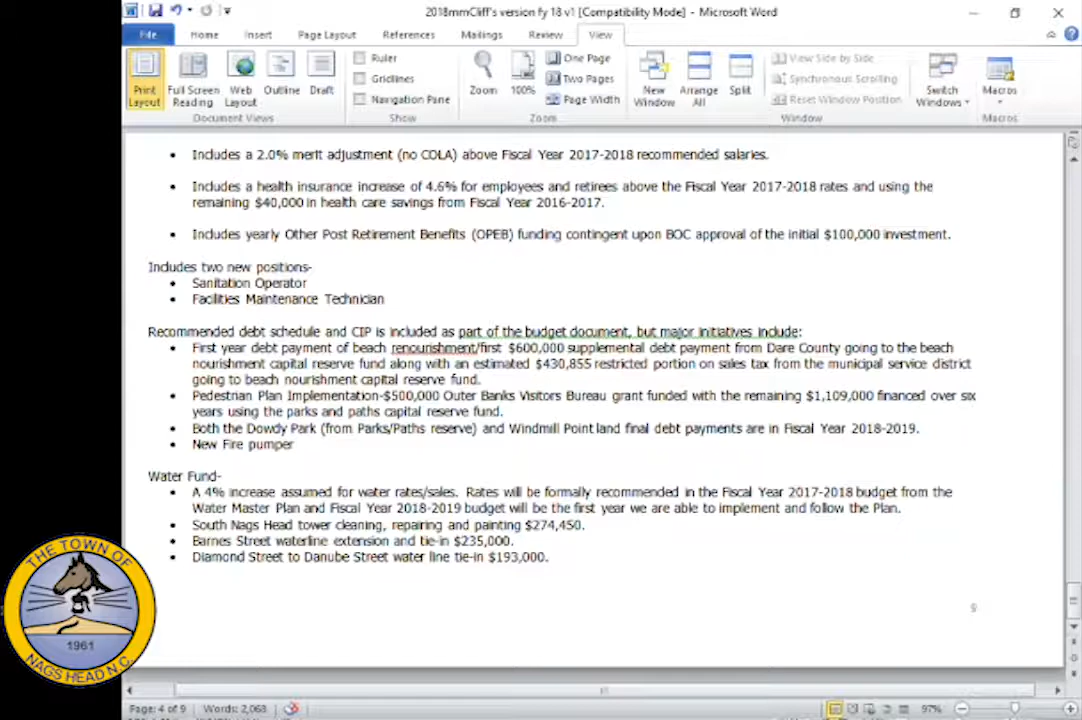 2018mmCliff's version fy 18 v1 [Compatibility Mode] - Microsoft Word
File Home Insert Page Layout References Mailings Review View
Ruler
Gridlines
Navigation Pane
One Page
Two Pages
Page Width
View Side by Side
Synchronous Scrolling
Reset Window Position
Print Layout
Full Screen Reading
Web Layout
Outline
Draft
Zoom
100%
New Window
Arrange All
Split
Switch Windows
Macros
Document Views Show Zoom Window Macros
• Includes a 2.0% merit adjustment (no COLA) above Fiscal Year 2017-2018 recommended salaries.
• Includes a health insurance increase of 4.6% for employees and retirees above the Fiscal Year 2017-2018 rates and using the
remaining $40,000 in health care savings from Fiscal Year 2016-2017.
• Includes yearly Other Post Retirement Benefits (OPEB) funding contingent upon BOC approval of the initial $100,000 investment.
Includes two new positions-
• Sanitation Operator
• Facilities Maintenance Technician
Recommended debt schedule and CIP is included as part of the budget document, but major initiatives include:
• First year debt payment of beach renourishment/first $600,000 supplemental debt payment from Dare County going to the beach
nourishment capital reserve fund along with an estimated $430,855 restricted portion on sales tax from the municipal service district
going to beach nourishment capital reserve fund.
• Pedestrian Plan Implementation-$500,000 Outer Banks Visitors Bureau grant funded with the remaining $1,109,000 financed over six
years using the parks and paths capital reserve fund.
• Both the Dowdy Park (from Parks/Paths reserve) and Windmill Point land final debt payments are in Fiscal Year 2018-2019.
• New Fire pumper
Water Fund-
• A 4% increase assumed for water rates/sales. Rates will be formally recommended in the Fiscal Year 2017-2018 budget from the
Water Master Plan and Fiscal Year 2018-2019 budget will be the first year we are able to implement and follow the Plan.
• South Nags Head tower cleaning, repairing and painting $274,450.
• Barnes Street waterline extension and tie-in $235,000.
• Diamond Street to Danube Street water line tie-in $193,000.
9
THE TOWN OF
1961
NAGS HEAD N.C.
Page: 4 of 9 Words: 2,068 97%